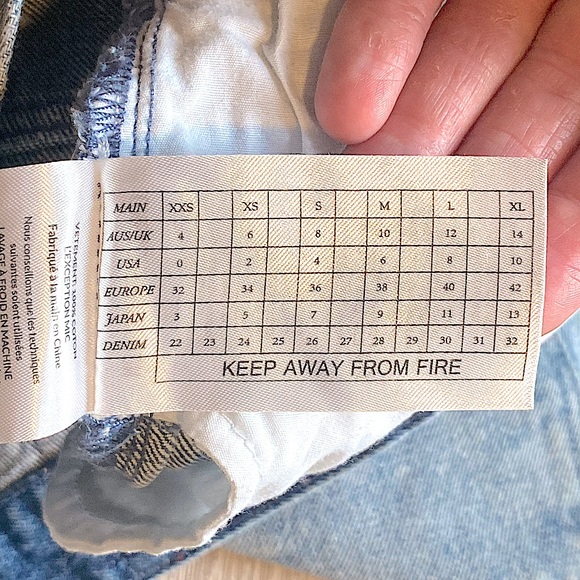 MAIN XXS XS S M L XL
AUS/UK 4 6 8 10 12 14
USA 0 2 4 6 8 10
EUROPE 32 34 36 38 40 42
JAPAN 3 5 7 9 11 13
DENIM 22 23 24 25 26 27 28 29 30 31 32
KEEP AWAY FROM FIRE
VETEMENT: 100% COTON
L'EXCEPTION MIC
Fabriqué à la main en Chine
Nous conseillons que les techniques
suivantes soient utilisées
LAVAGE À FROID EN MACHINE